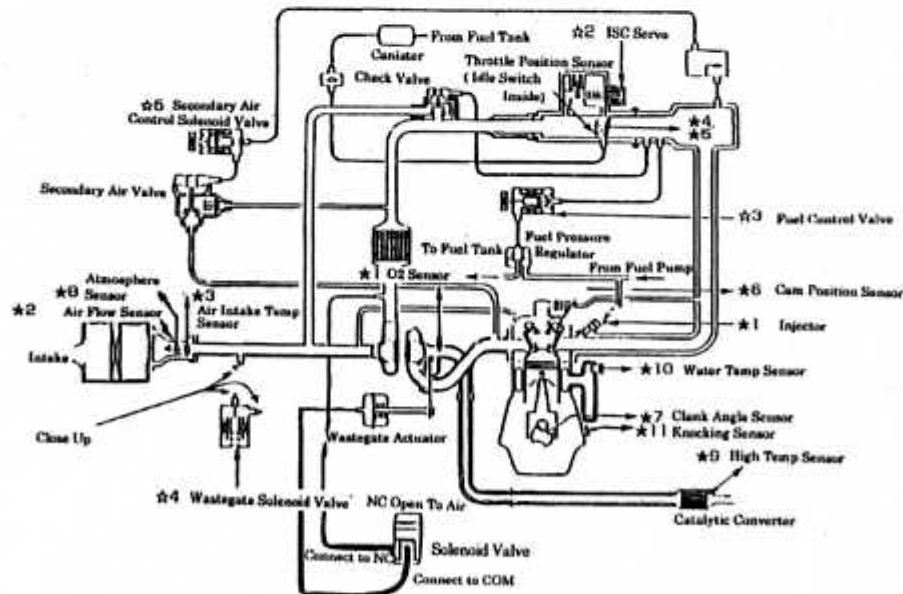 From Fuel Tank
Canister
☆2 ISC Servo
Throttle Position Sensor
( Idle Switch
Inside)
Check Valve
☆5 Secondary Air
Control Solenoid Valve
★4
★5
Secondary Air Valve
☆3 Fuel Control Valve
Fuel Pressure
Regulator
To Fuel Tank
From Fuel Pump
★1 O2 Sensor
★8 Atmosphere
Sensor
★3
Air Intake Temp
Sensor
★2
Air Flow Sensor
★6 Cam Position Sensor
★1 Injector
Intake
★10 Water Tamp Sensor
★7 Clank Angle Sensor
★11 Knocking Sensor
Close Up
Wastegate Actuator
★9 High Temp Sensor
☆4 Wastegate Solenoid Valve
NC Open To Air
Catalytic Converter
Solenoid Valve
Connect to NC
Connect to COM